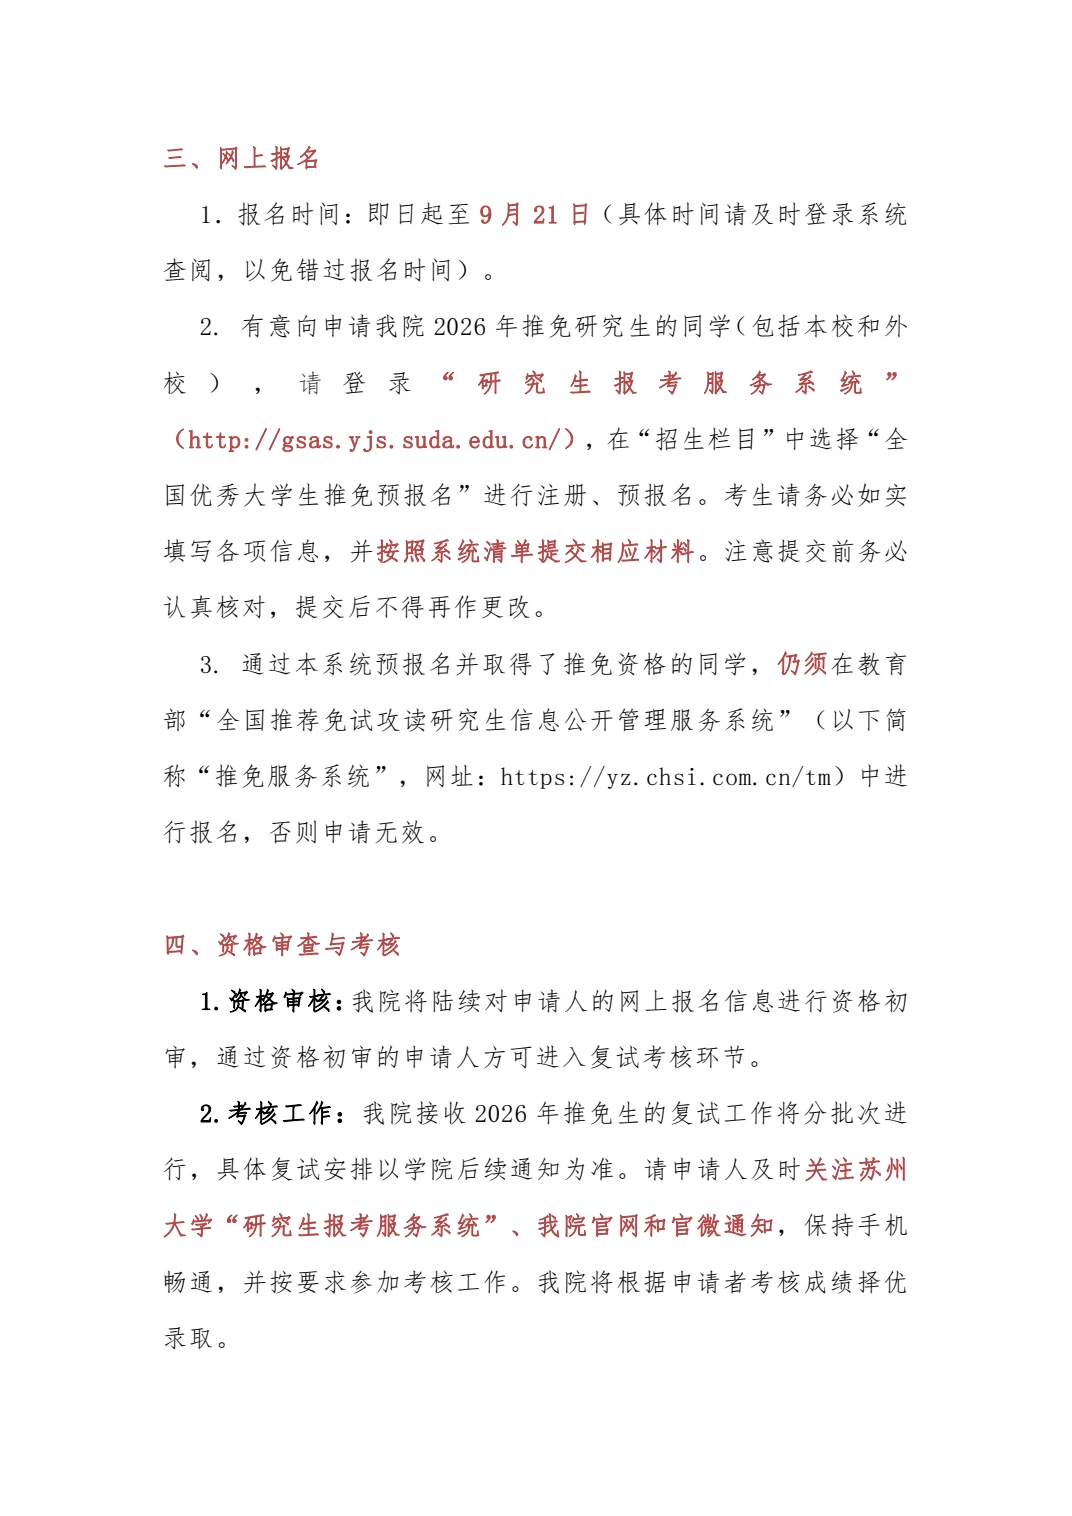 三、网上报名
1. 报名时间：即日起至 9 月 21 日（具体时间请及时登录系统
查阅，以免错过报名时间）。
2. 有意向申请我院 2026 年推免研究生的同学（包括本校和外
校），请登录“研究生报考服务系统”
（http://gsas.yjs.suda.edu.cn/），在“招生栏目”中选择“全
国优秀大学生推免预报名”进行注册、预报名。考生请务必如实
填写各项信息，并按照系统清单提交相应材料。注意提交前务必
认真核对，提交后不得再作更改。
3. 通过本系统预报名并取得了推免资格的同学，仍须在教育
部“全国推荐免试攻读研究生信息公开管理服务系统”（以下简
称“推免服务系统”，网址：https://yz.chsi.com.cn/tm）中进
行报名，否则申请无效。
四、资格审查与考核
1.资格审核：我院将陆续对申请人的网上报名信息进行资格初
审，通过资格初审的申请人方可进入复试考核环节。
2.考核工作：我院接收 2026 年推免生的复试工作将分批次进
行，具体复试安排以学院后续通知为准。请申请人及时关注苏州
大学“研究生报考服务系统”、我院官网和官微通知，保持手机
畅通，并按要求参加考核工作。我院将根据申请者考核成绩择优
录取。